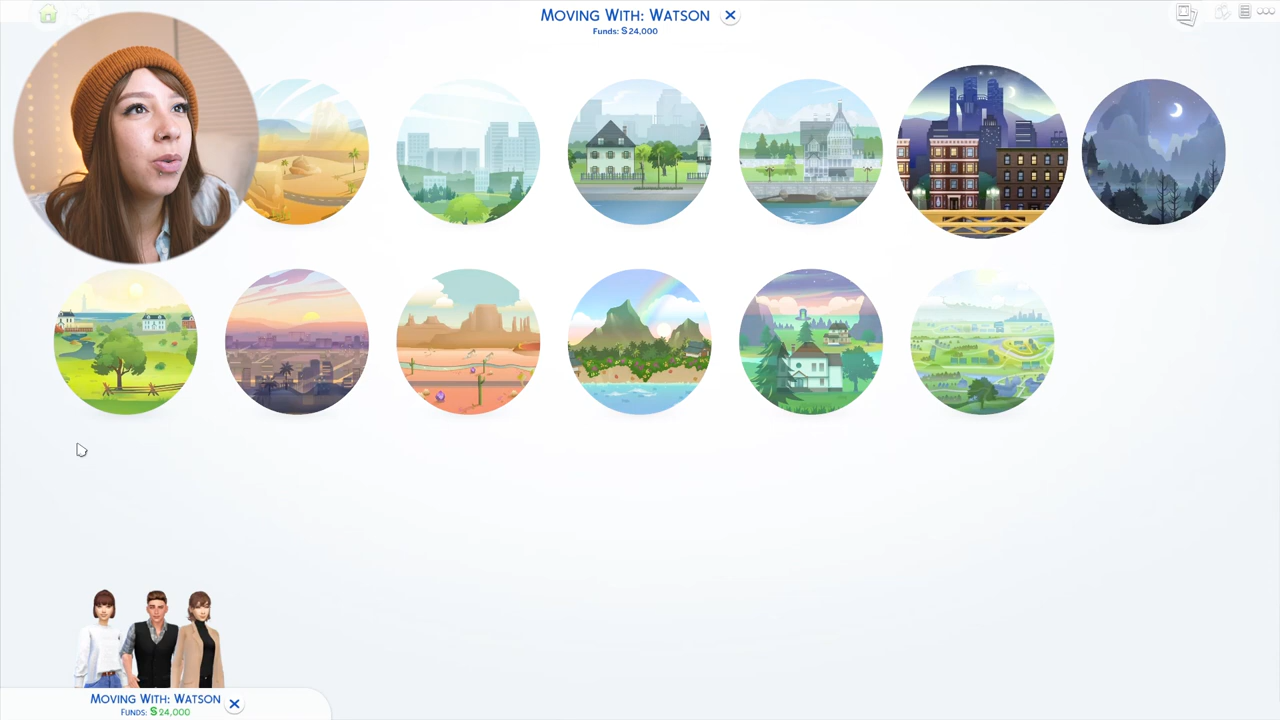 MOVING WITH: WATSON
Funds: S 24,000
MOVING WITH: WATSON
FUNDS: S 24,000